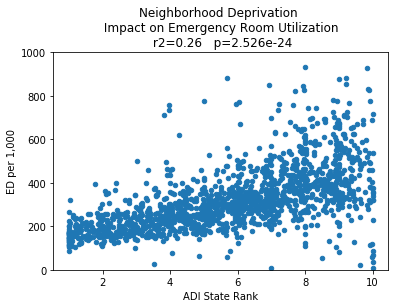 Neighborhood Deprivation
Impact on Emergency Room Utilization
r2=0.26 p=2.526e-24
1000
800
600
400
200
0
ED per 1,000
2
4
6
8
10
ADI State Rank